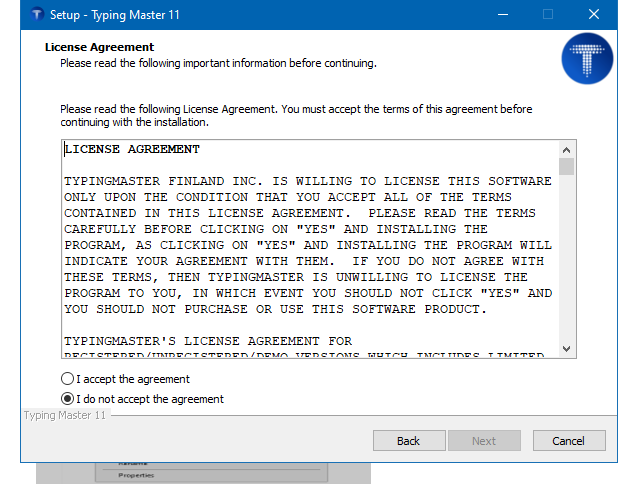 Setup - Typing Master 11
License Agreement
Please read the following important information before continuing.
T
Please read the following License Agreement. You must accept the terms of this agreement before
continuing with the installation.
LICENSE AGREEMENT
TYPINGMASTER FINLAND INC. IS WILLING TO LICENSE THIS SOFTWARE
ONLY UPON THE CONDITION THAT YOU ACCEPT ALL OF THE TERMS
CONTAINED IN THIS LICENSE AGREEMENT.  PLEASE READ THE TERMS
CAREFULLY BEFORE CLICKING ON "YES" AND INSTALLING THE
PROGRAM, AS CLICKING ON "YES" AND INSTALLING THE PROGRAM WILL
INDICATE YOUR AGREEMENT WITH THEM.  IF YOU DO NOT AGREE WITH
THESE TERMS, THEN TYPINGMASTER IS UNWILLING TO LICENSE THE
PROGRAM TO YOU, IN WHICH EVENT YOU SHOULD NOT CLICK "YES" AND
YOU SHOULD NOT PURCHASE OR USE THIS SOFTWARE PRODUCT.
TYPINGMASTER'S LICENSE AGREEMENT FOR
REGISTERED/UNREGISTERED/DEMO VERSIONS WHICH INCLUDES LIMITED
I accept the agreement
I do not accept the agreement
Typing Master 11
Back
Next
Cancel
Rename
Properties